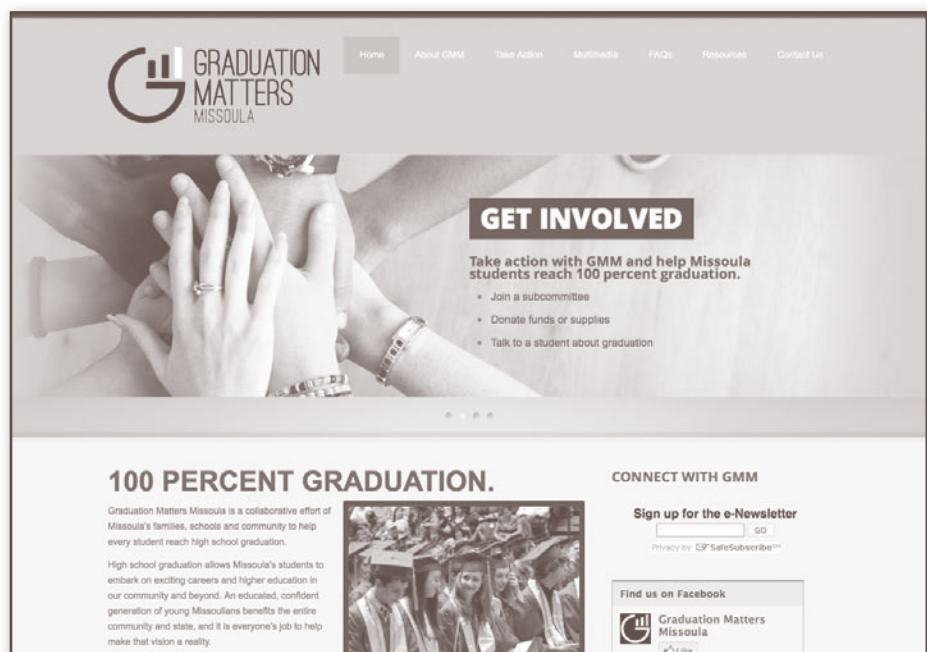 GRADUATION
MATTERS
MISSOULA
Home About GMM Take Action Multimedia FAQs Resources Contact Us
GET INVOLVED
Take action with GMM and help Missoula
students reach 100 percent graduation.
• Join a subcommittee
• Donate funds or supplies
• Talk to a student about graduation
100 PERCENT GRADUATION.
Graduation Matters Missoula is a collaborative effort of
Missoula's families, schools and community to help
every student reach high school graduation.
High school graduation allows Missoula's students to
embark on exciting careers and higher education in
our community and beyond. An educated, confident
generation of young Missoulians benefits the entire
community and state, and it is everyone's job to help
make that vision a reality.
CONNECT WITH GMM
Sign up for the e-Newsletter
GO
Privacy by SafeSubscribe℠
Find us on Facebook
Graduation Matters
Missoula
Like